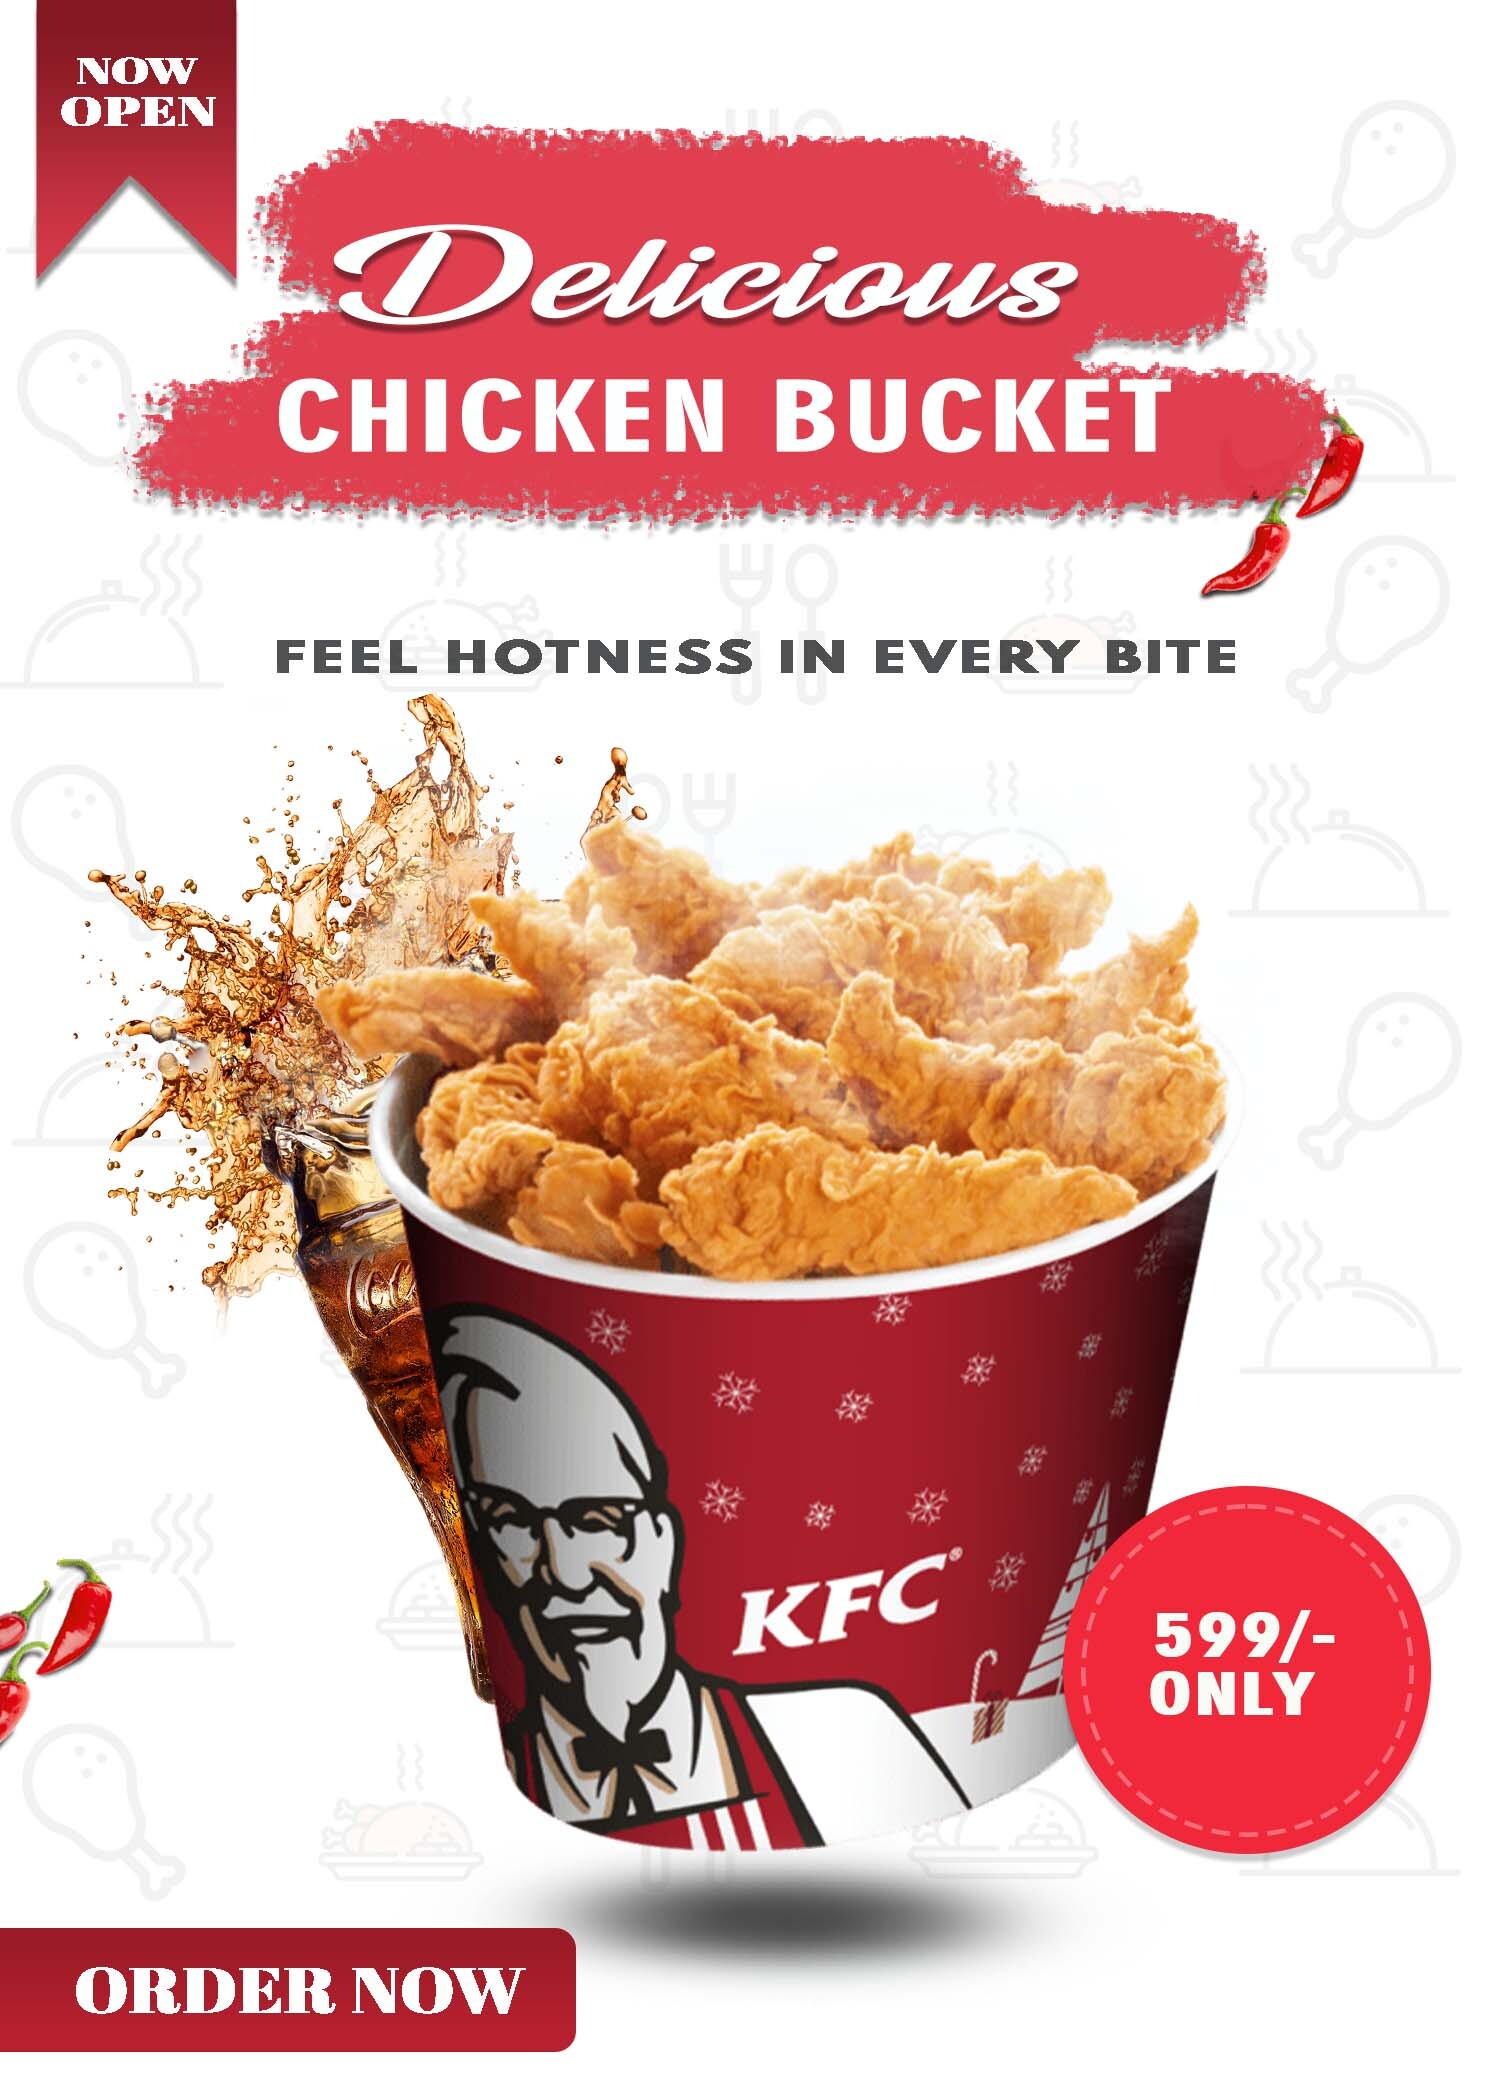 NOW
OPEN
Delicious
CHICKEN BUCKET
FEEL HOTNESS IN EVERY BITE
KFC®
599/-
ONLY
ORDER NOW